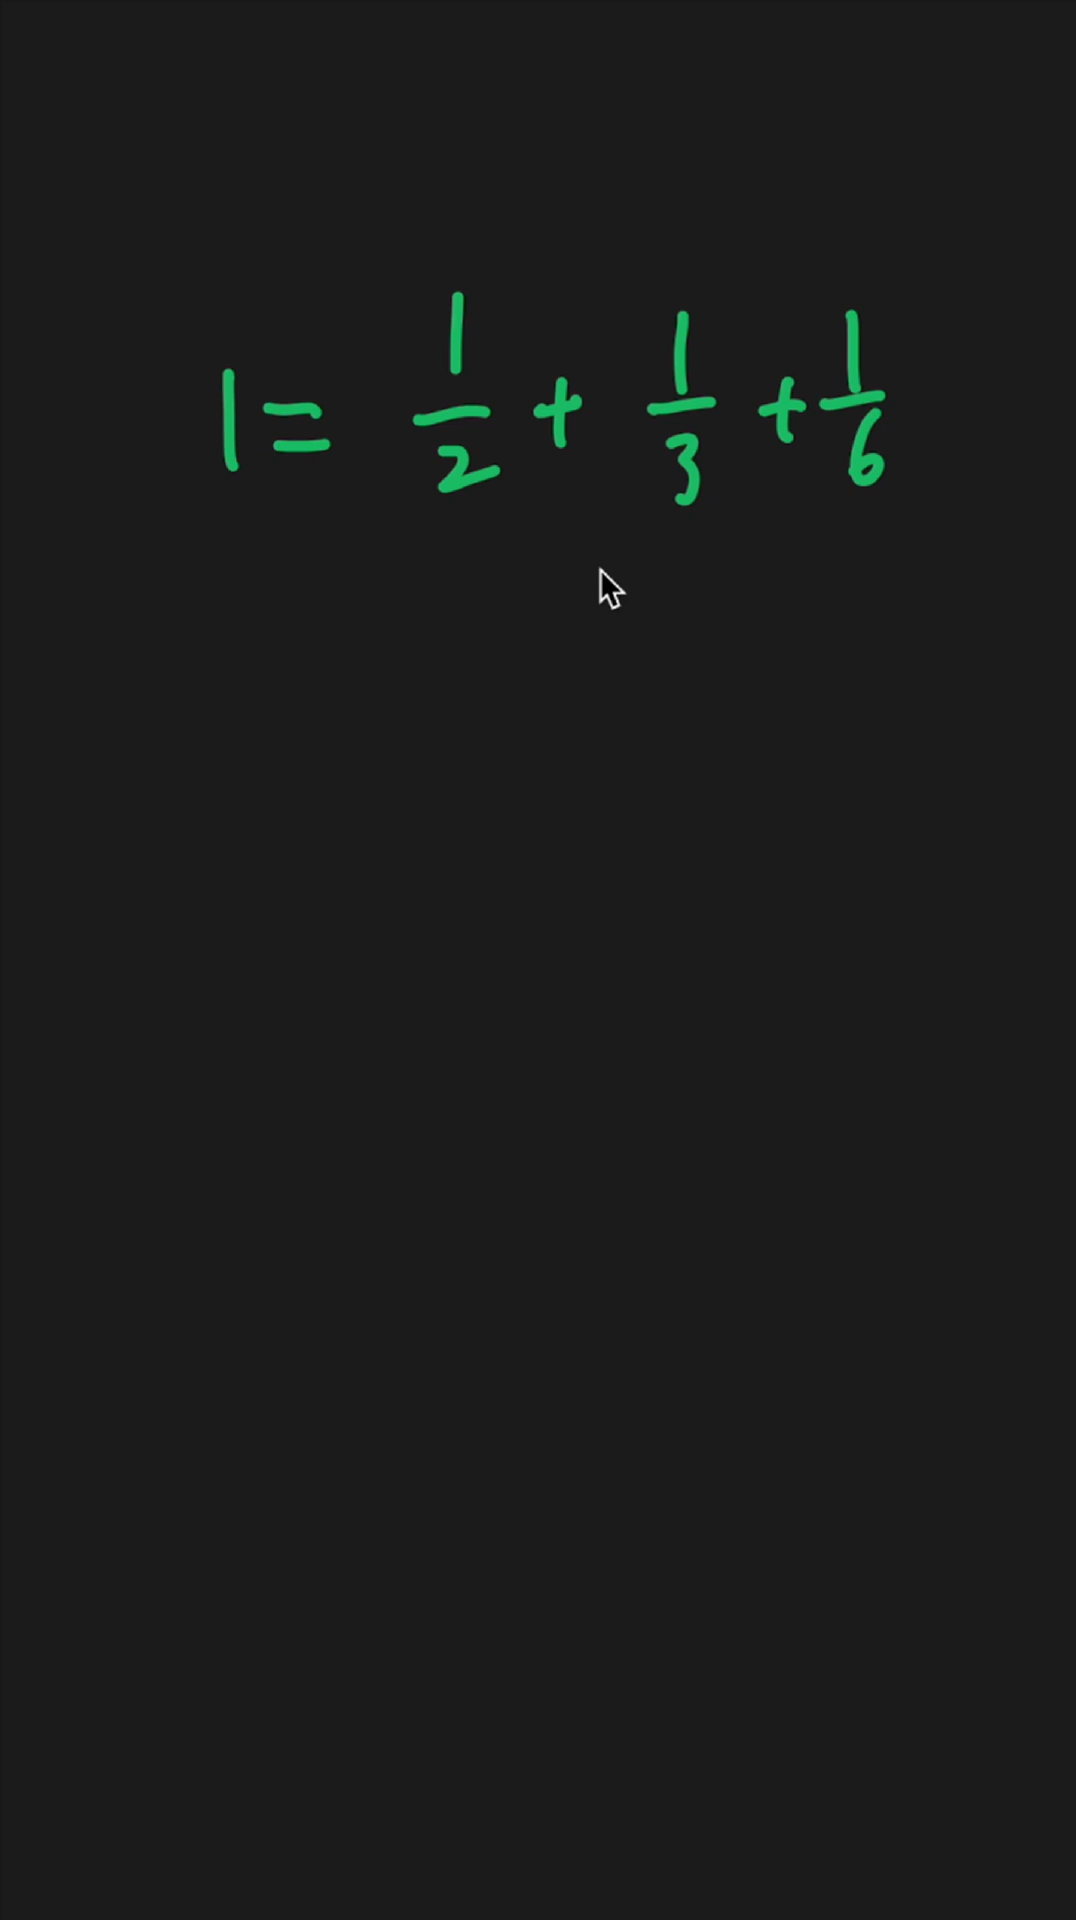 1 = 1/2 + 1/3 + 1/6